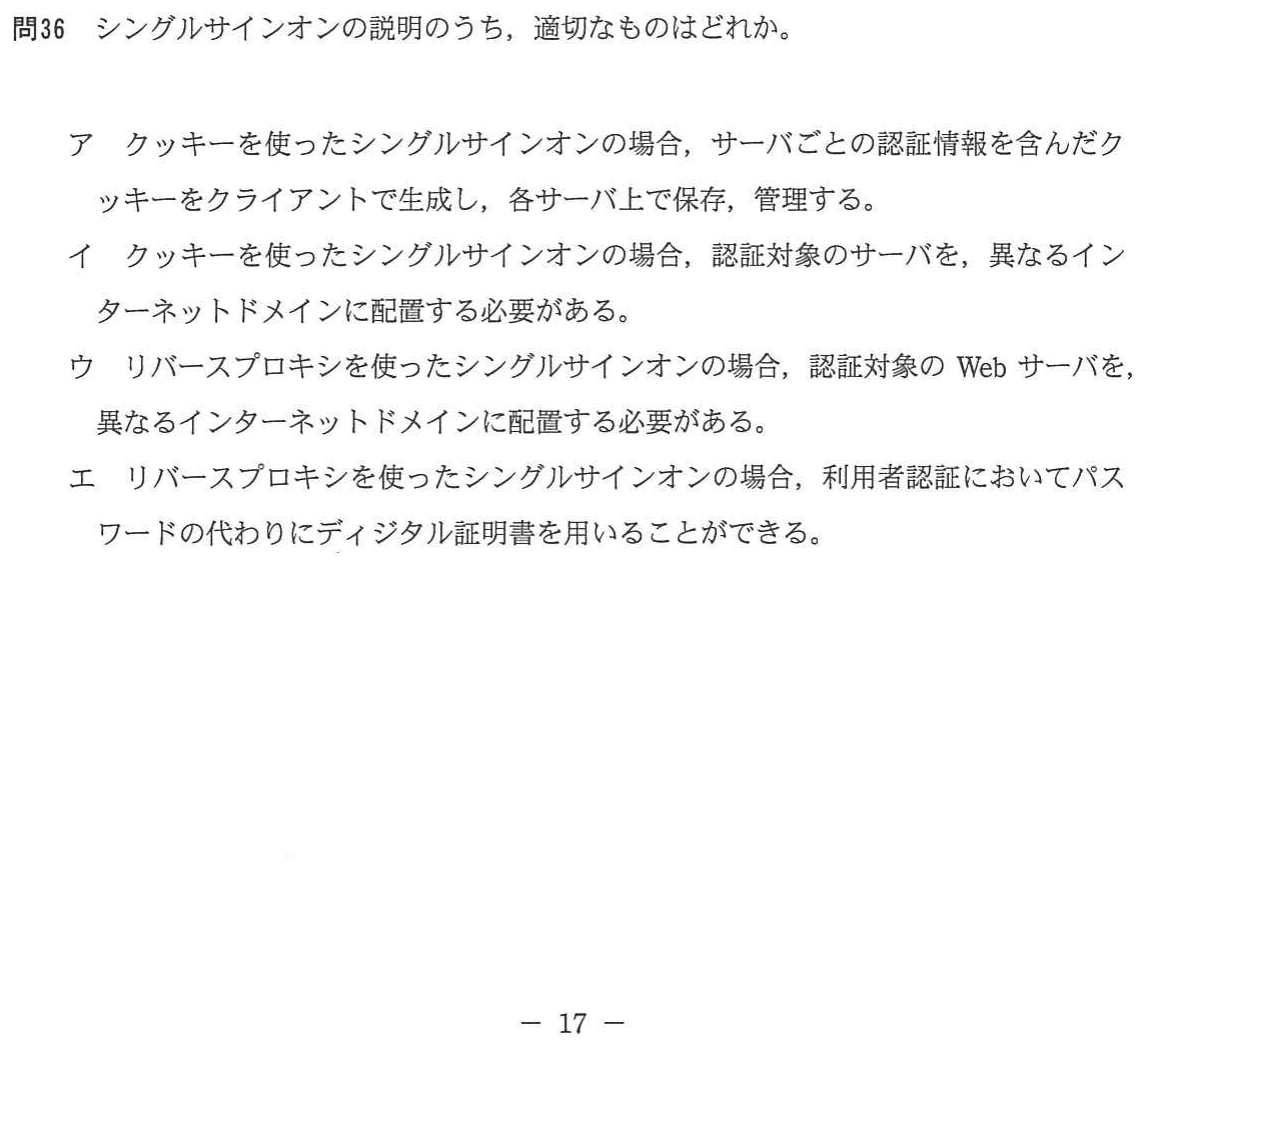 問36 シングルサインオンの説明のうち，適切なものはどれか。
ア クッキーを使ったシングルサインオンの場合，サーバごとの認証情報を含んだク
ッキーをクライアントで生成し，各サーバ上で保存，管理する。
イ クッキーを使ったシングルサインオンの場合，認証対象のサーバを，異なるイン
ターネットドメインに配置する必要がある。
ウ リバースプロキシを使ったシングルサインオンの場合，認証対象の Web サーバを，
異なるインターネットドメインに配置する必要がある。
エ リバースプロキシを使ったシングルサインオンの場合，利用者認証においてパス
ワードの代わりにディジタル証明書を用いることができる。
－ 17 －